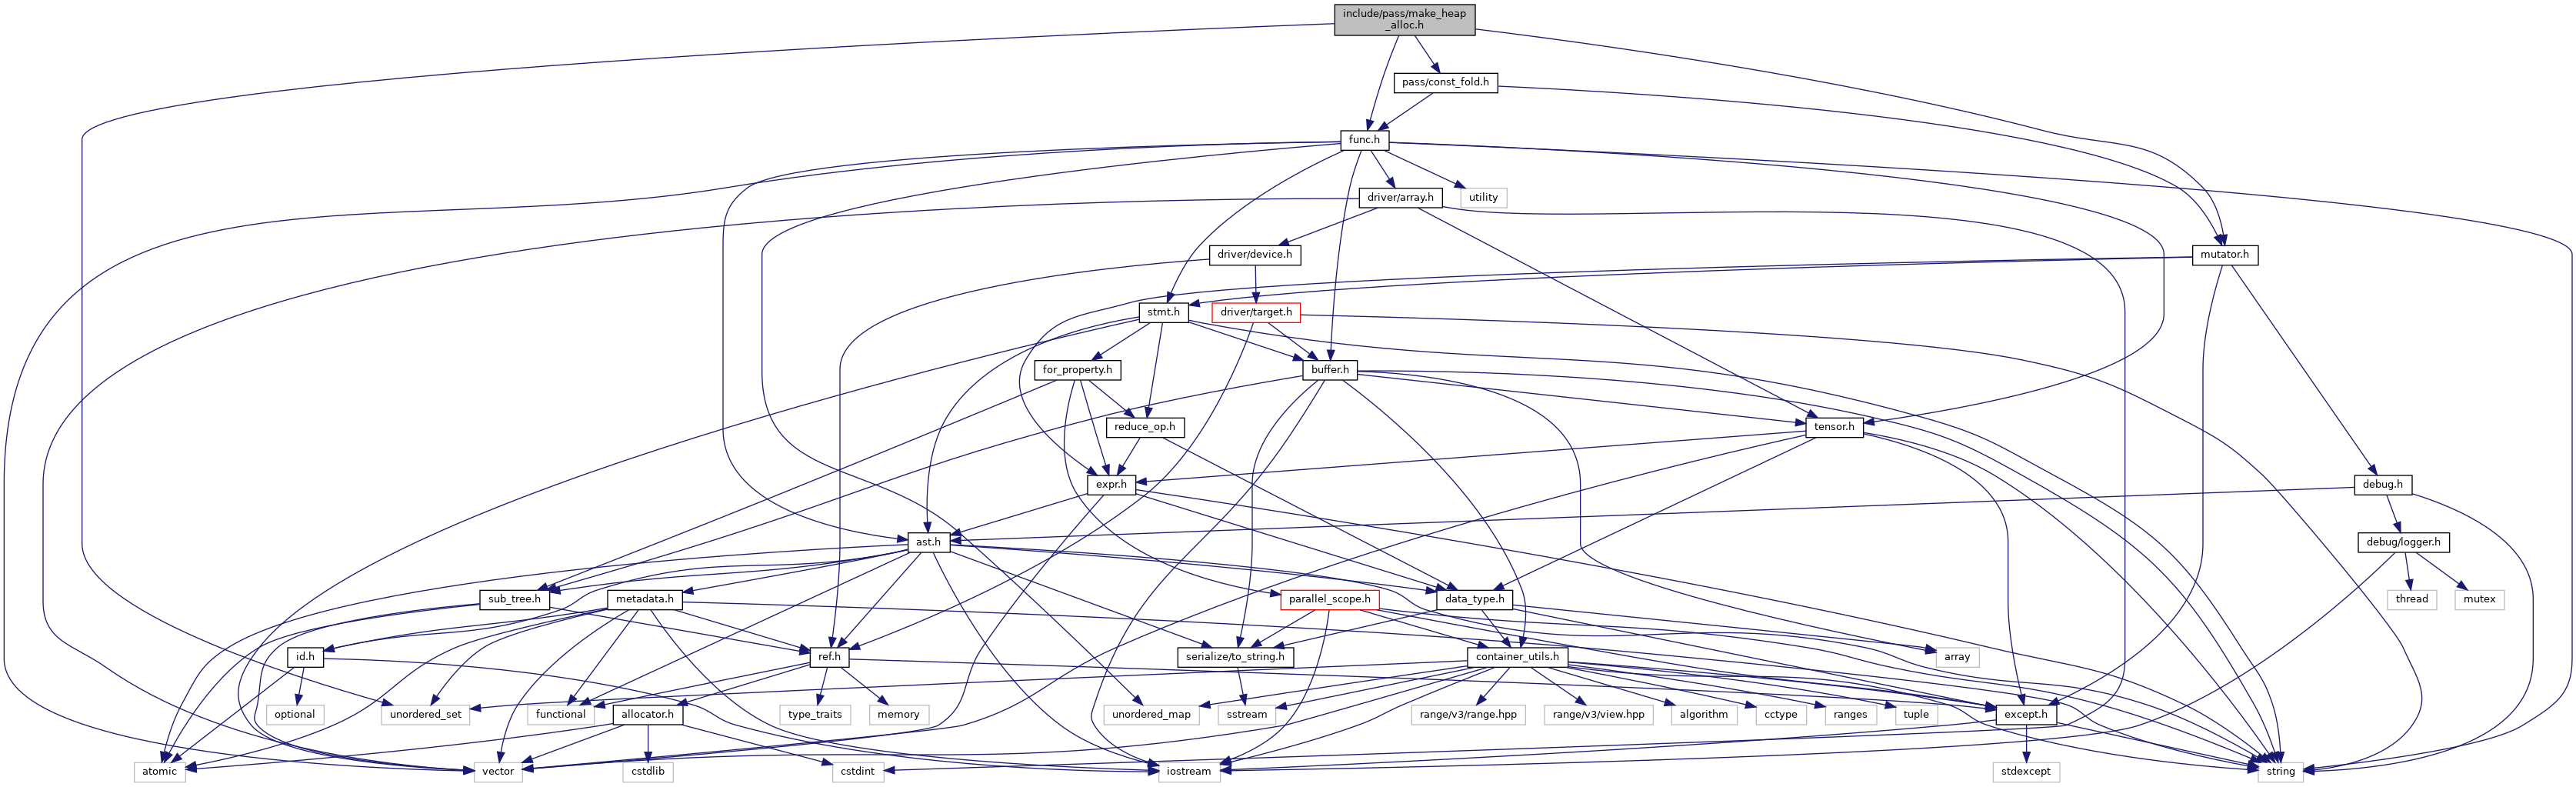 include/pass/make_heap
_alloc.h
pass/const_fold.h
func.h
driver/array.h
utility
driver/device.h
mutator.h
stmt.h
driver/target.h
for_property.h
buffer.h
reduce_op.h
tensor.h
expr.h
debug.h
ast.h
debug/logger.h
sub_tree.h
metadata.h
parallel_scope.h
data_type.h
thread
mutex
id.h
ref.h
serialize/to_string.h
container_utils.h
array
optional
unordered_set
functional
allocator.h
type_traits
memory
unordered_map
sstream
range/v3/range.hpp
range/v3/view.hpp
algorithm
cctype
ranges
tuple
except.h
atomic
vector
cstdlib
cstdint
iostream
stdexcept
string